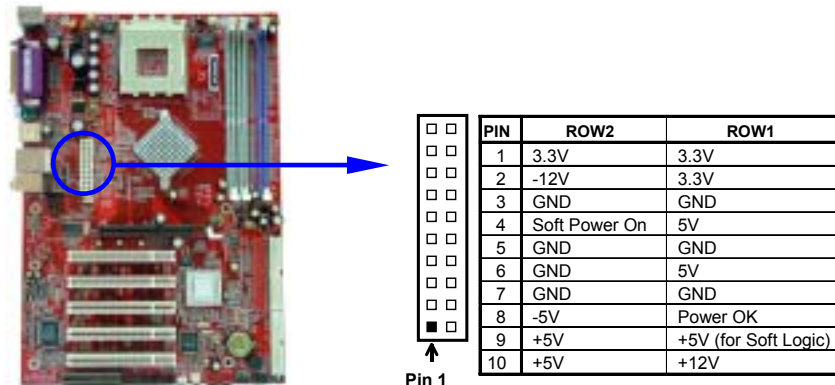 PIN ROW2 ROW1
1 3.3V 3.3V
2 -12V 3.3V
3 GND GND
4 Soft Power On 5V
5 GND GND
6 GND 5V
7 GND GND
8 -5V Power OK
9 +5V +5V (for Soft Logic)
10 +5V +12V
Pin 1